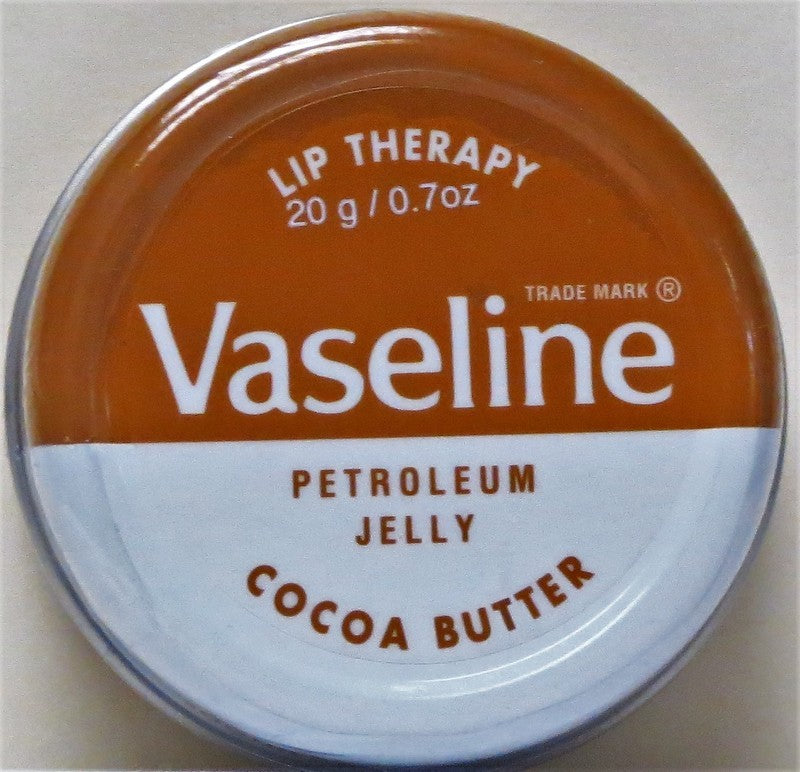 LIP THERAPY
20 g / 0.7oz
TRADE MARK ®
Vaseline
PETROLEUM
JELLY
COCOA BUTTER